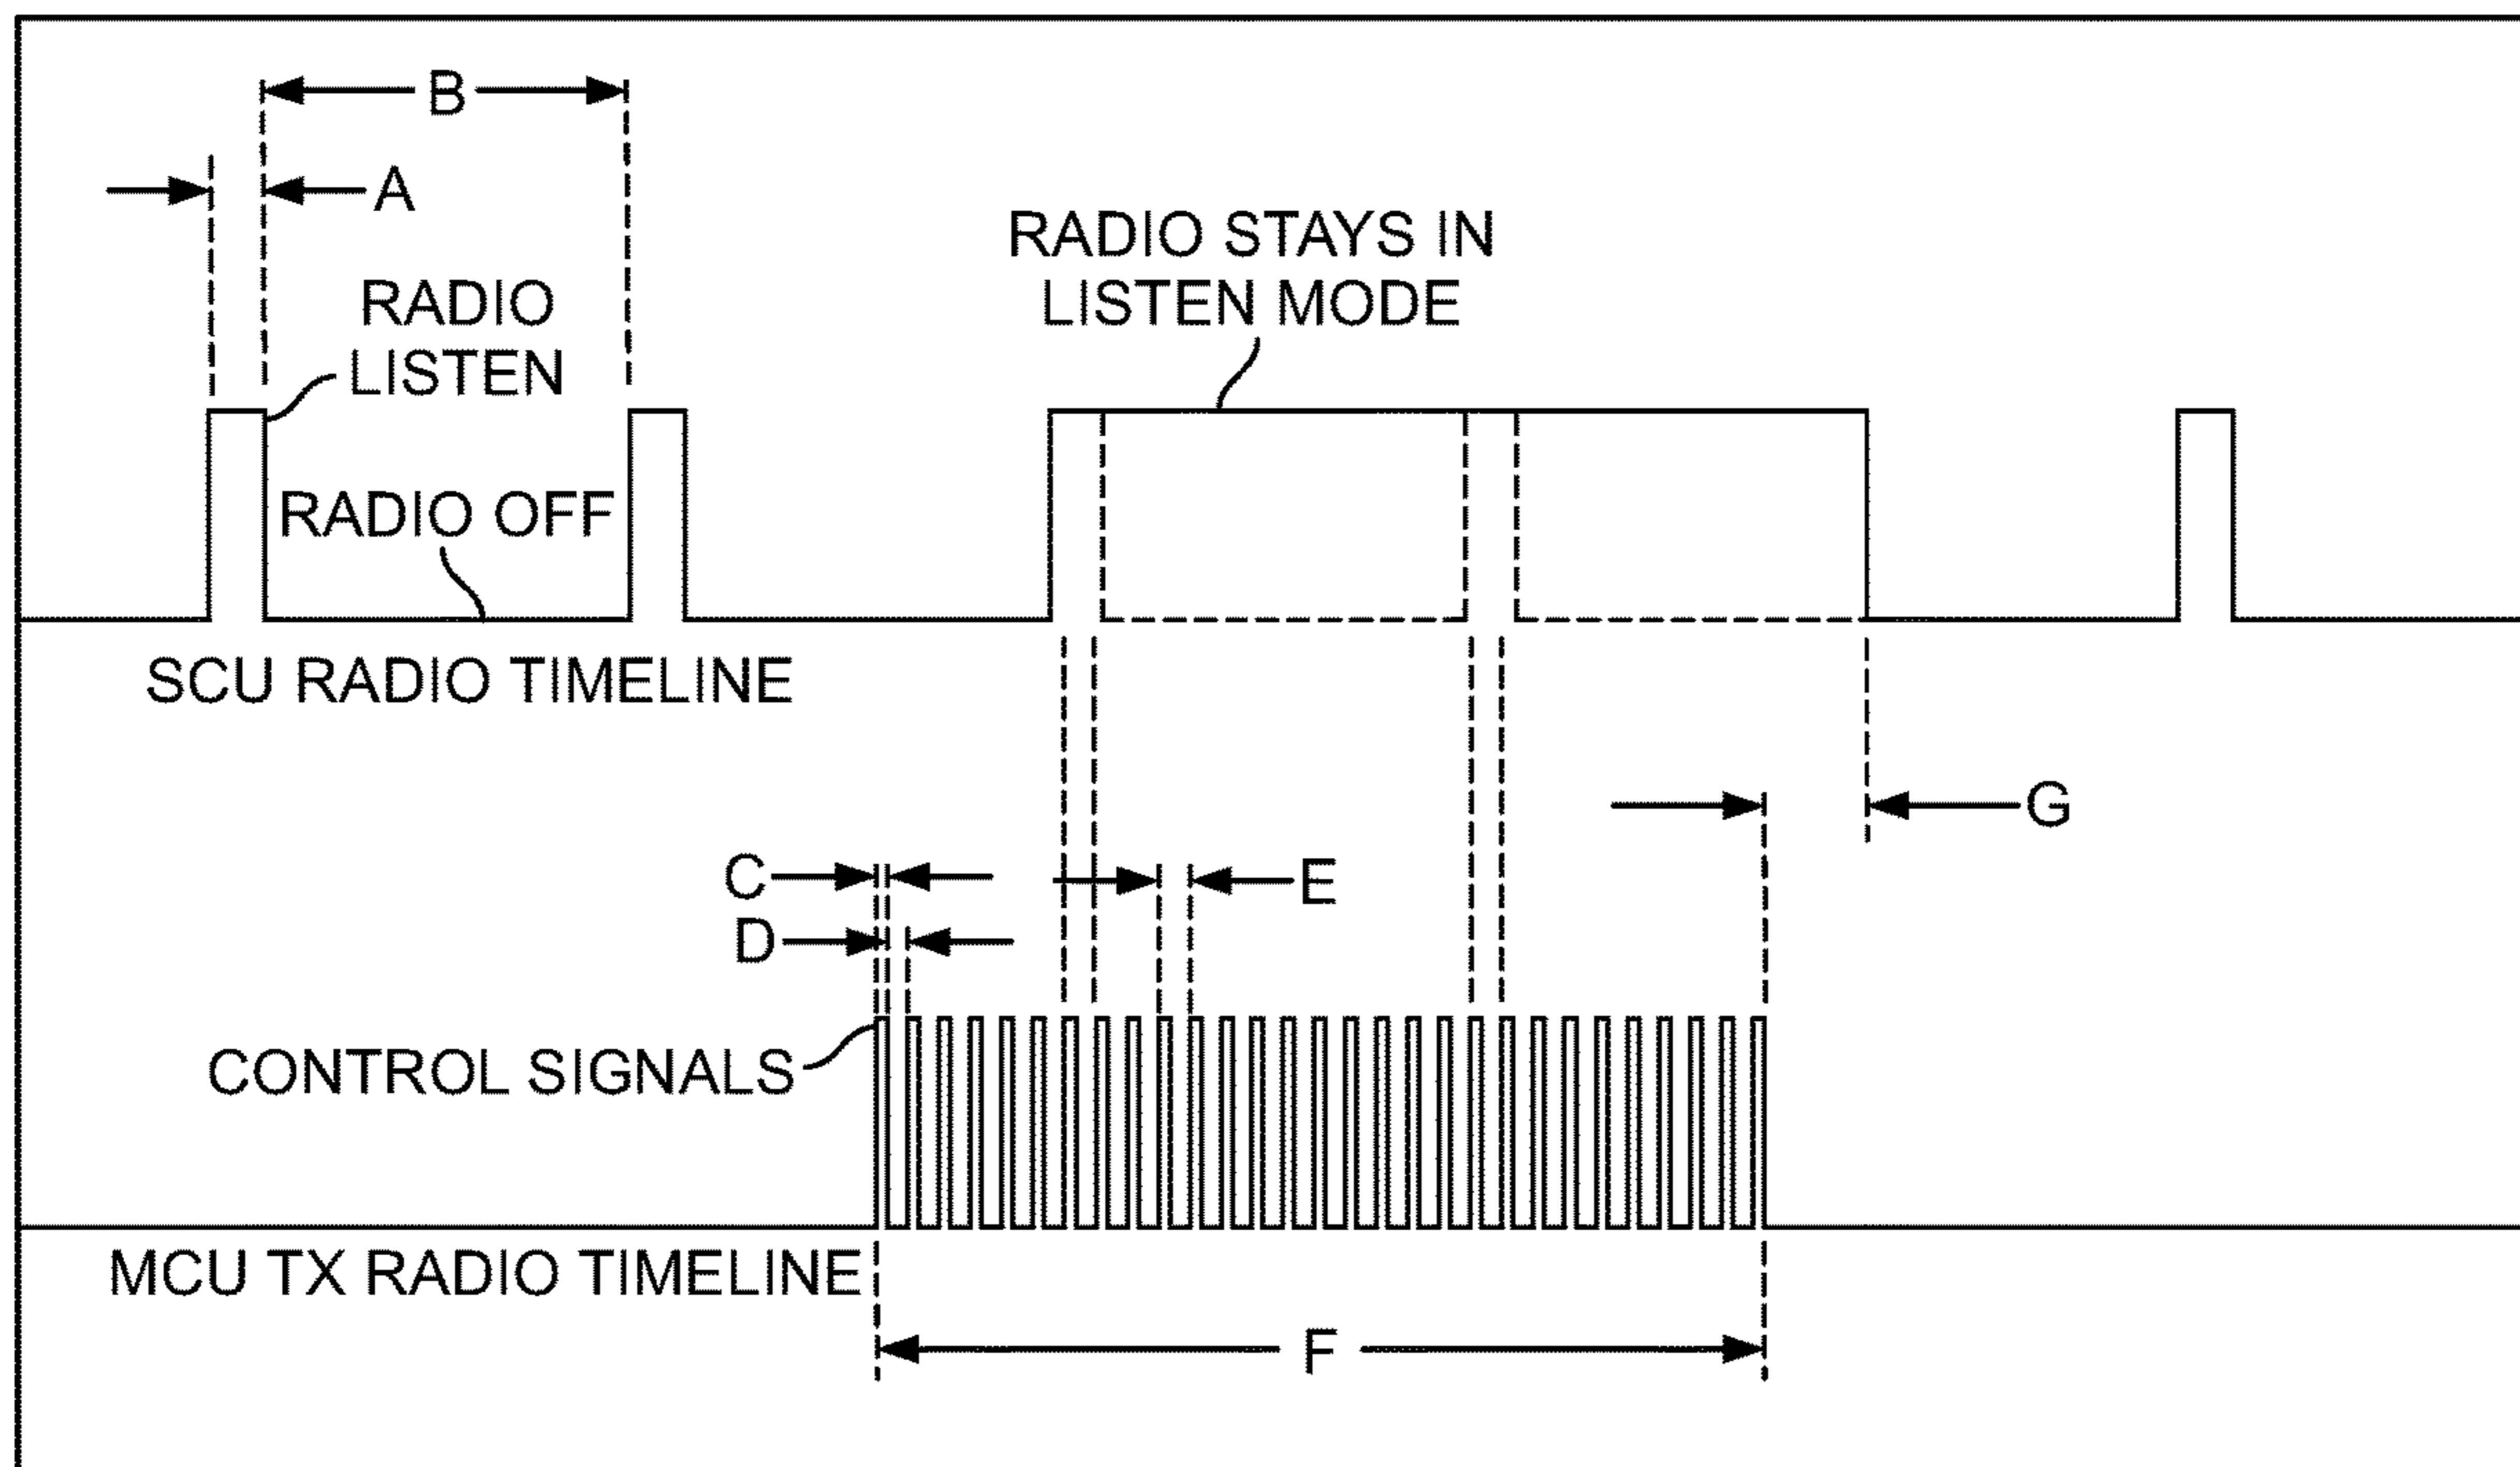 B
A
RADIO
LISTEN
RADIO STAYS IN
LISTEN MODE
RADIO OFF
SCU RADIO TIMELINE
G
C
E
D
CONTROL SIGNALS
MCU TX RADIO TIMELINE
F